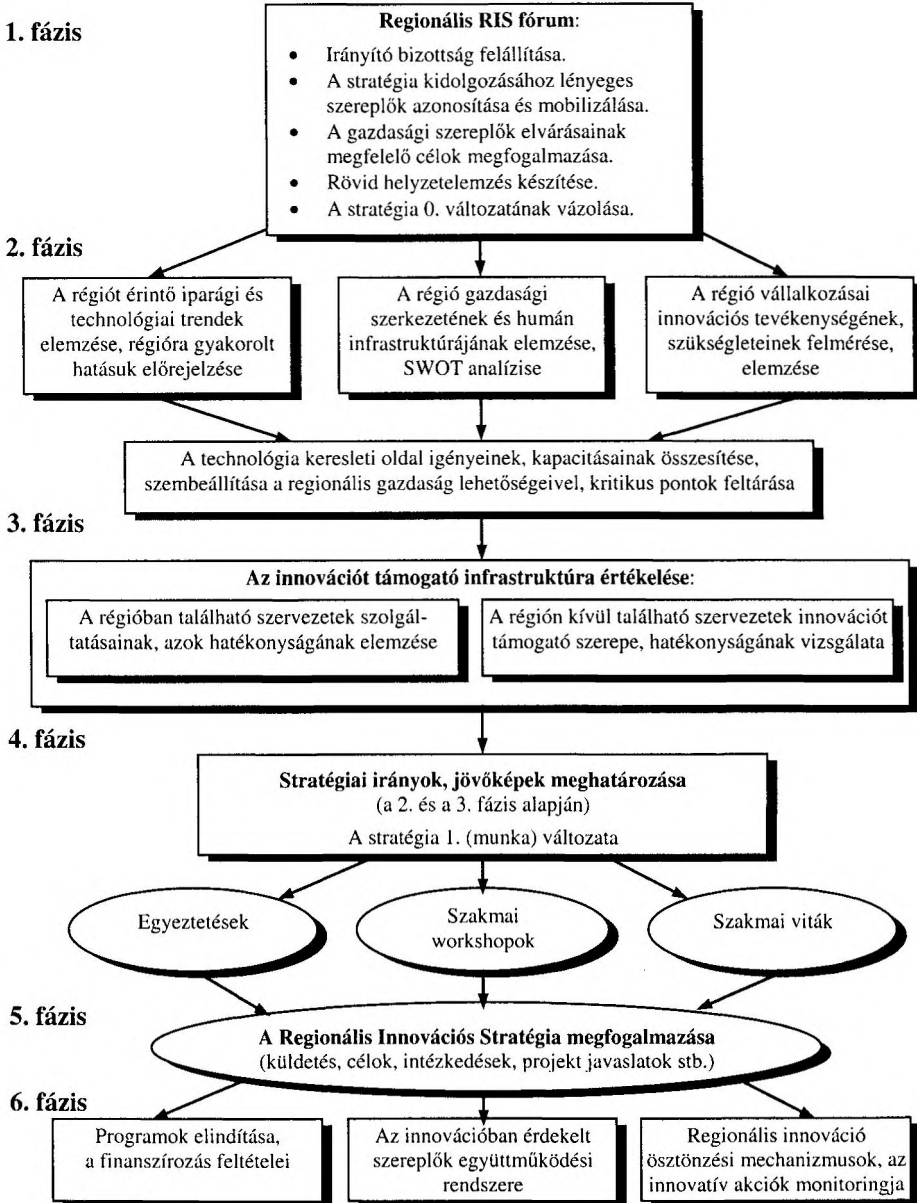 1. fázis
Regionális RIS fórum:
• Irányító bizottság felállítása.
• A stratégia kidolgozásához lényeges
szereplők azonosítása és mobilizálása.
• A gazdasági szereplők elvárásainak
megfelelő célok megfogalmazása.
• Rövid helyzetelemzés készítése.
• A stratégia 0. változatának vázolása.
2. fázis
A régiót érintő iparági és
technológiai trendek
elemzése, régióra gyakorolt
hatásuk előrejelzése
A régió gazdasági
szerkezetének és humán
infrastruktúrájának elemzése,
SWOT analízise
A régió vállalkozásai
innovációs tevékenységének,
szükségleteinek felmérése,
elemzése
A technológia keresleti oldal igényeinek, kapacitásainak összesítése,
szembeállítása a regionális gazdaság lehetőségeivel, kritikus pontok feltárása
3. fázis
Az innovációt támogató infrastruktúra értékelése:
A régióban található szervezetek szolgál-
tatásainak, azok hatékonyságának elemzése
A régión kívül található szervezetek innovációt
támogató szerepe, hatékonyságának vizsgálata
4. fázis
Stratégiai irányok, jövőképek meghatározása
(a 2. és a 3. fázis alapján)
A stratégia 1. (munka) változata
Egyeztetések
Szakmai
workshopok
Szakmai viták
5. fázis
A Regionális Innovációs Stratégia megfogalmazása
(küldetés, célok, intézkedések, projekt javaslatok stb.)
6. fázis
Programok elindítása,
a finanszírozás feltételei
Az innovációban érdekelt
szereplők együttműködési
rendszere
Regionális innováció
ösztönzési mechanizmusok, az
innovatív akciók monitoringja